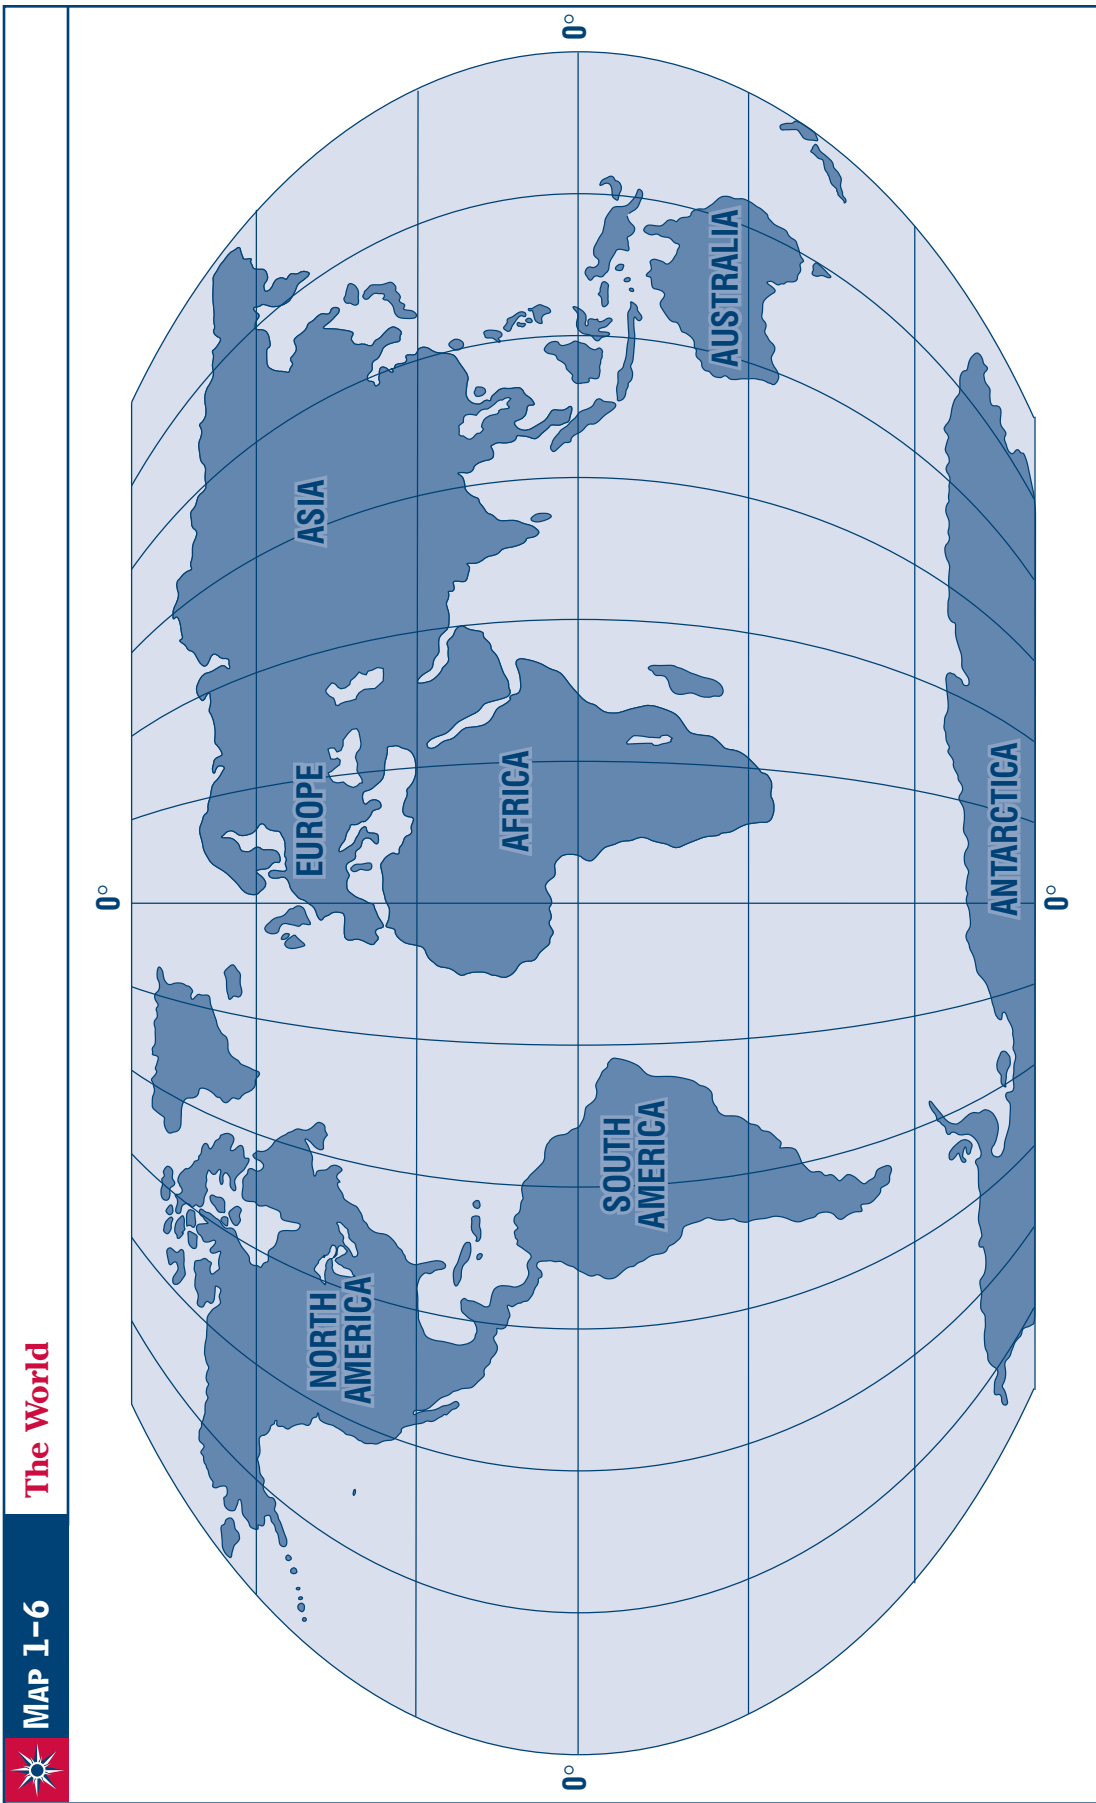 MAP 1–6 The World
0°
NORTH
AMERICA
EUROPE
ASIA
AFRICA
0°
0°
SOUTH
AMERICA
AUSTRALIA
ANTARCTICA
0°